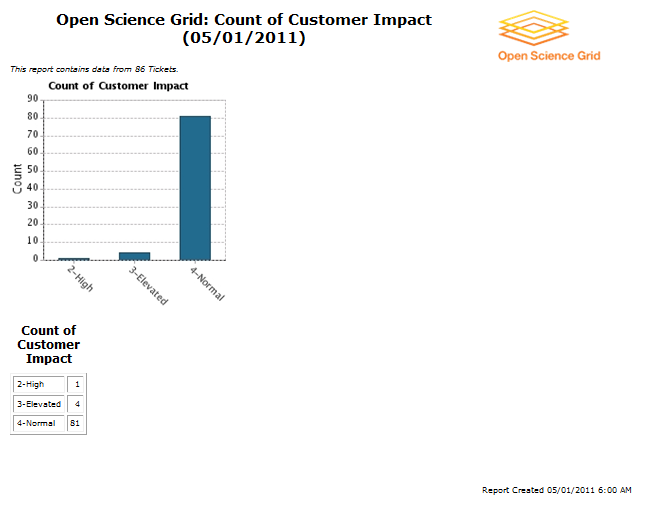 Open Science Grid: Count of Customer Impact
(05/01/2011)
Open Science Grid
This report contains data from 86 Tickets.
Count of Customer Impact
90
80
70
60
50
40
30
20
10
0
Count
2-High
3-Elevated
4-Normal
Count of
Customer
Impact
2-High 1
3-Elevated 4
4-Normal 81
Report Created 05/01/2011 6:00 AM